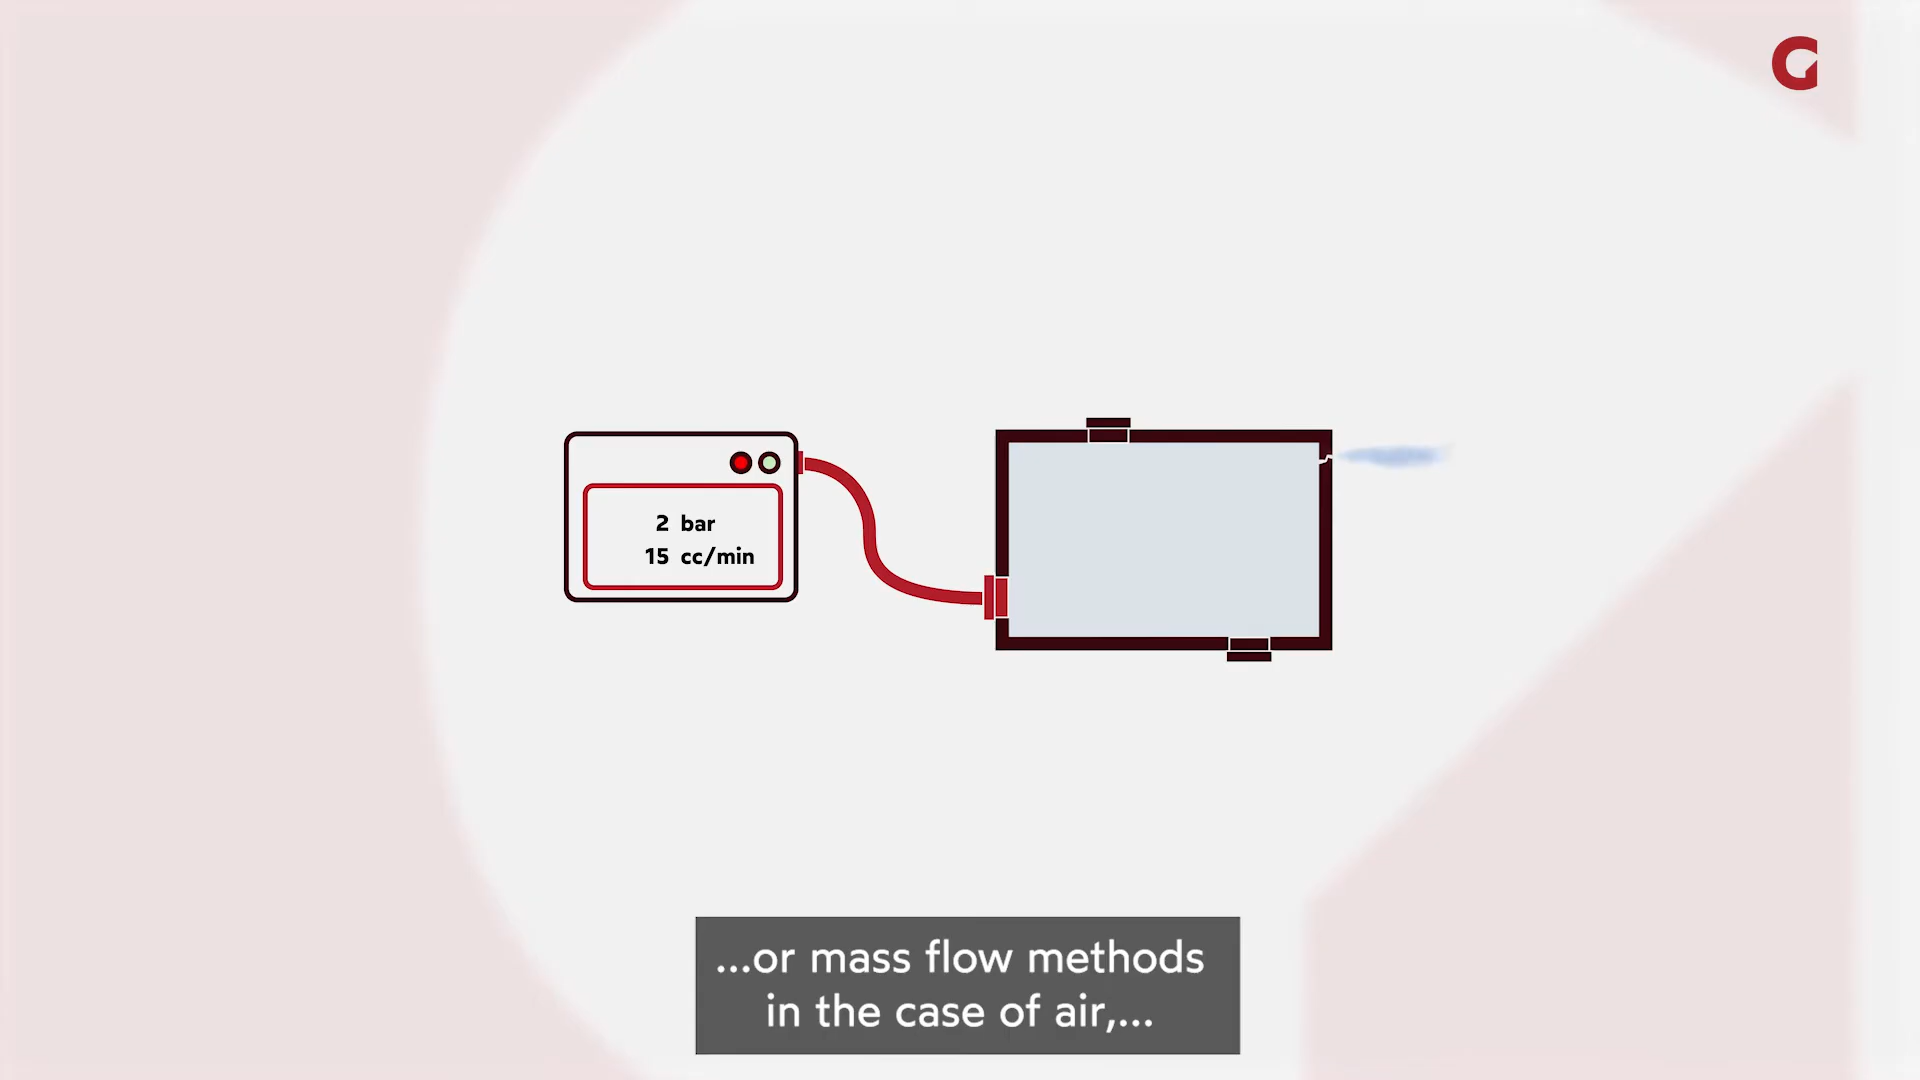 G
2 bar
15 cc/min
...or mass flow methods
in the case of air,...